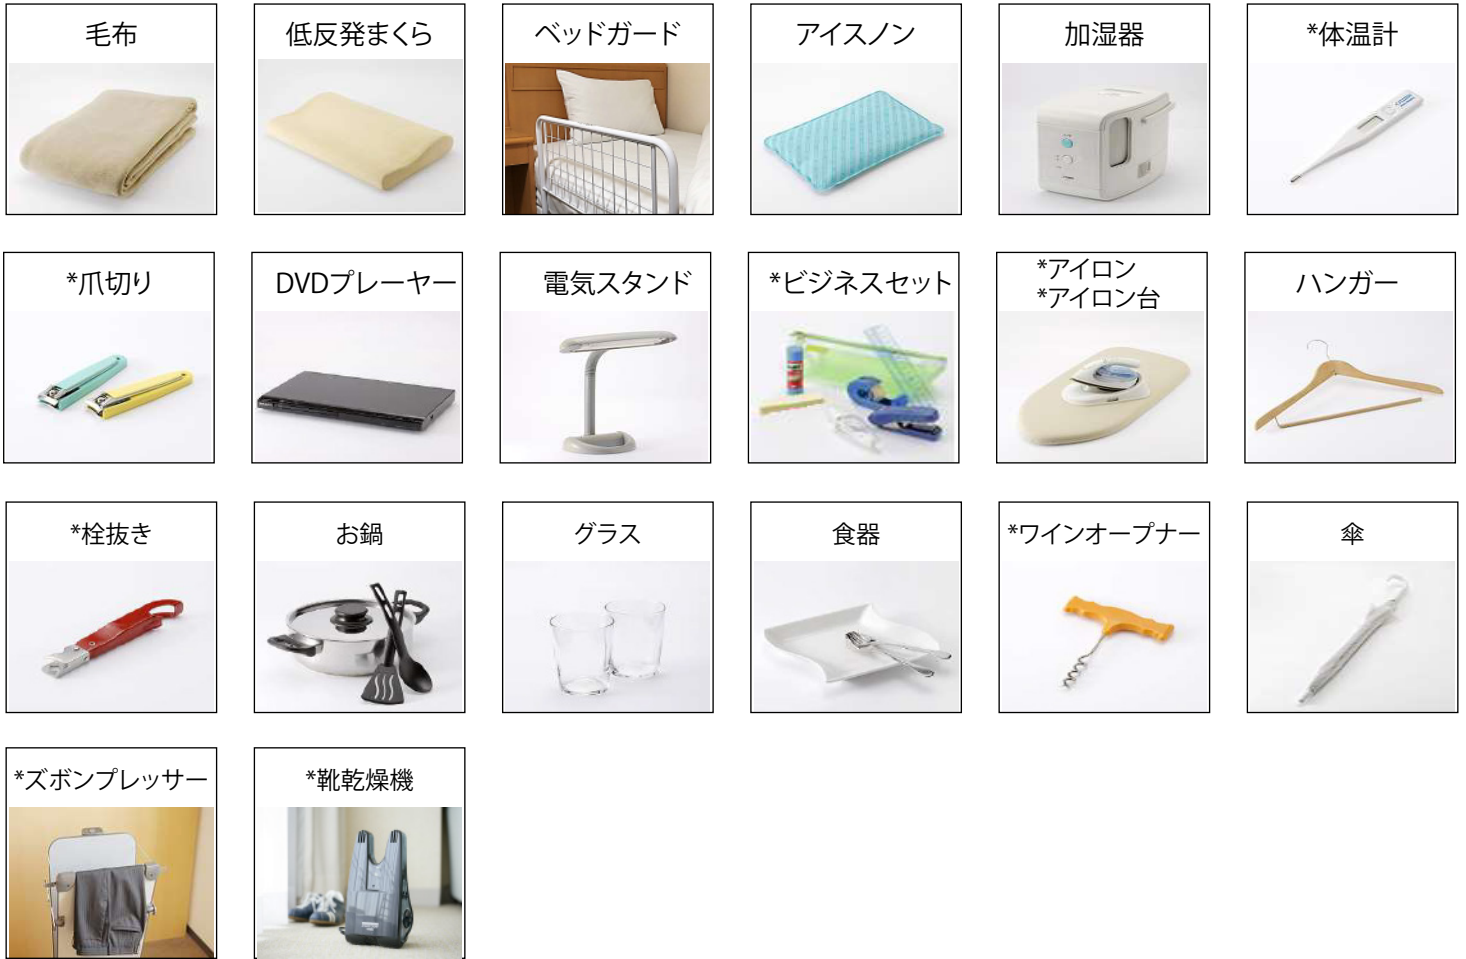 毛布
低反発まくら
ベッドガード
アイスノン
加湿器
*体温計
*爪切り
DVDプレーヤー
電気スタンド
*ビジネスセット
*アイロン
*アイロン台
ハンガー
*栓抜き
お鍋
グラス
食器
*ワインオープナー
傘
*ズボンプレッサー
*靴乾燥機